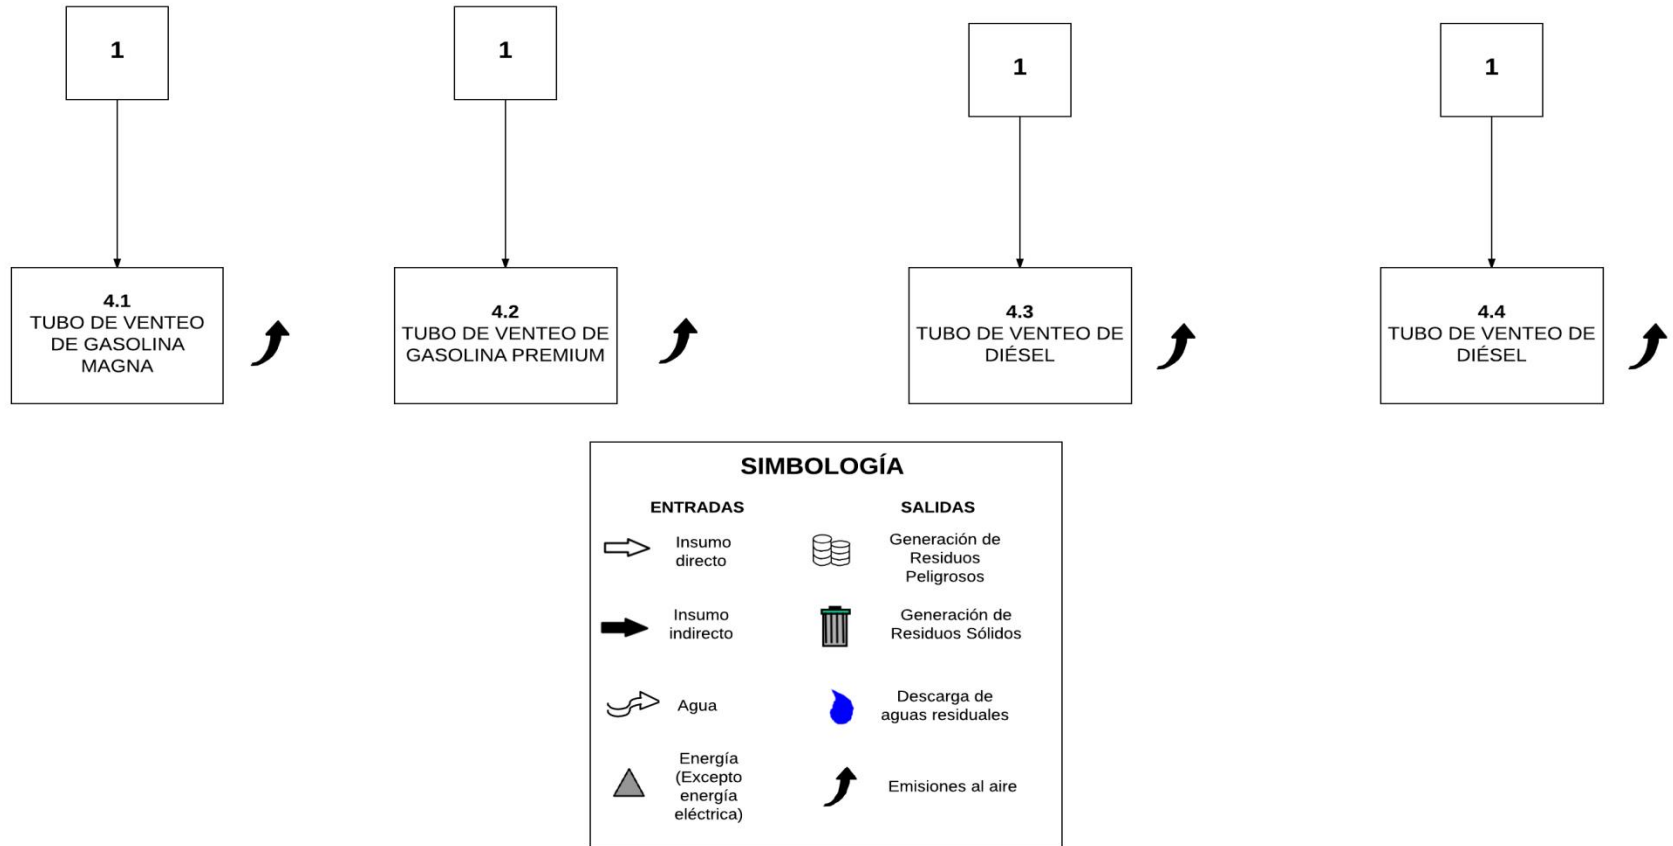 1
1
1
1
4.1
TUBO DE VENTEO
DE GASOLINA
MAGNA
4.2
TUBO DE VENTEO DE
GASOLINA PREMIUM
4.3
TUBO DE VENTEO DE
DIÉSEL
4.4
TUBO DE VENTEO DE
DIÉSEL
SIMBOLOGÍA
ENTRADAS
Insumo
directo
Insumo
indirecto
Agua
Energía
(Excepto
energía
eléctrica)
SALIDAS
Generación de
Residuos
Peligrosos
Generación de
Residuos Sólidos
Descarga de
aguas residuales
Emisiones al aire